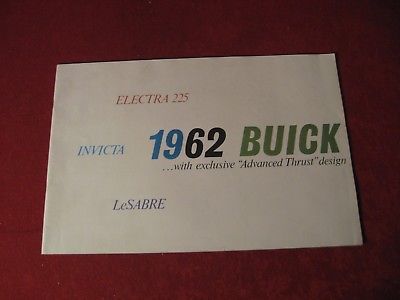 ELECTRA 225
INVICTA
1962 BUICK
...with exclusive "Advanced Thrust" design
LeSABRE